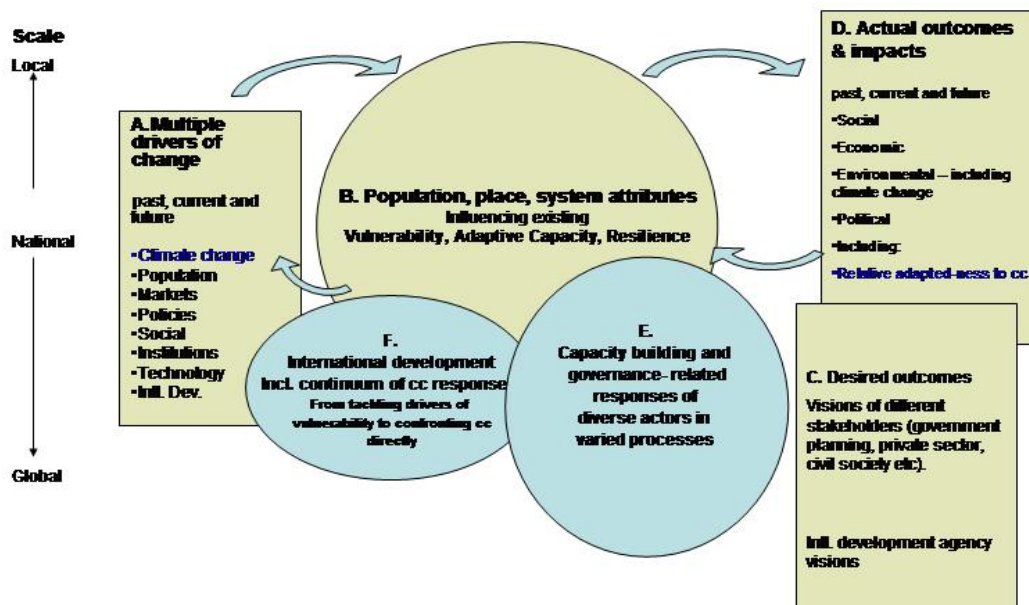 Scale
Local
National
Global
A.Multiple
drivers of
change
past, current and
future
•Climate change
•Population
•Markets
•Policies
•Social
•Institutions
•Technology
•Intl. Dev.
B. Population, place, system attributes
Influencing existing
Vulnerability, Adaptive Capacity, Resilience
F.
International development
Incl. continuum of cc response
From tackling drivers of
vulnerability to confronting cc
directly
E.
Capacity building and
governance- related
responses of
diverse actors in
varied processes
D. Actual outcomes
& impacts
past, current and future
•Social
•Economic
•Environmental – including
climate change
•Political
•Including:
•Relative adapted-ness to cc.
C. Desired outcomes
Visions of different
stakeholders (government
planning, private sector,
civil society etc).
Intl. development agency
visions